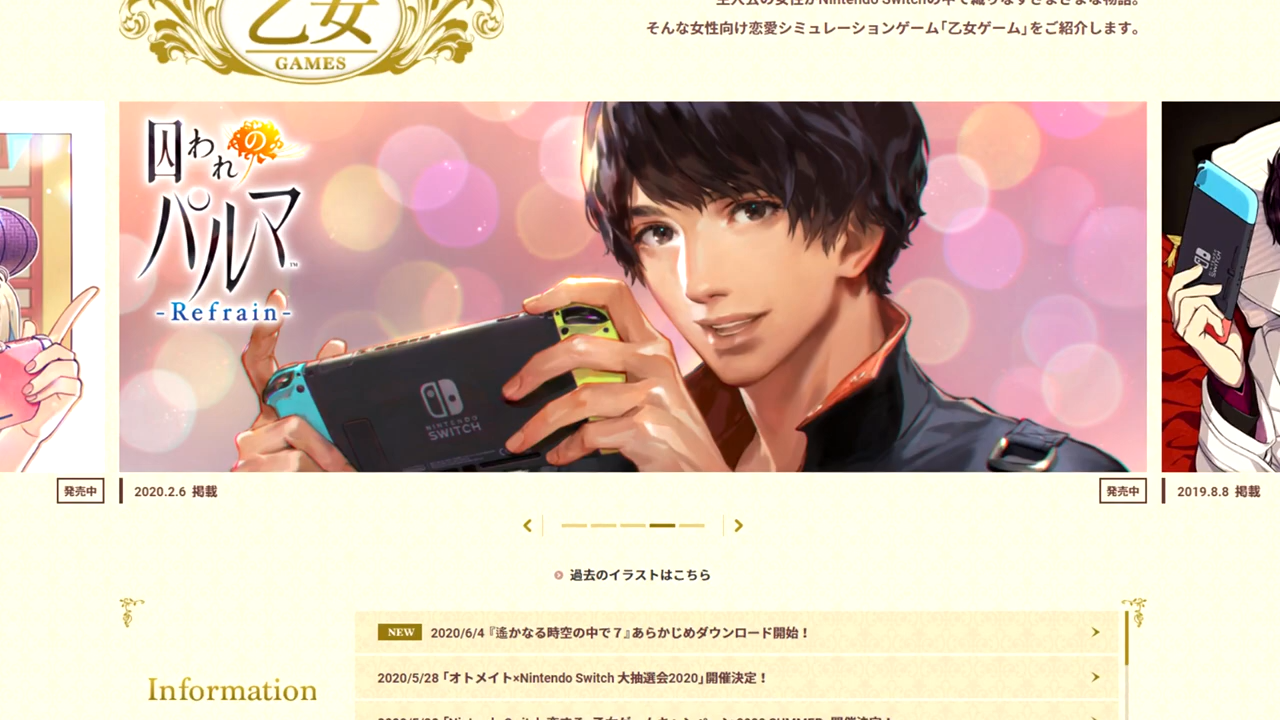 乙女
GAMES
主人公の女性がNintendo Switchの中で織りなすさまざまな物語。
そんな女性向け恋愛シミュレーションゲーム「乙女ゲーム」をご紹介します。
囚われの
パルマ™
-Refrain-
NINTENDO
SWITCH
発売中
2020.2.6 掲載
発売中
2019.8.8 掲載
過去のイラストはこちら
Information
NEW 2020/6/4 『遙かなる時空の中で７』あらかじめダウンロード開始！
2020/5/28 「オトメイト×Nintendo Switch 大抽選会2020」開催決定！